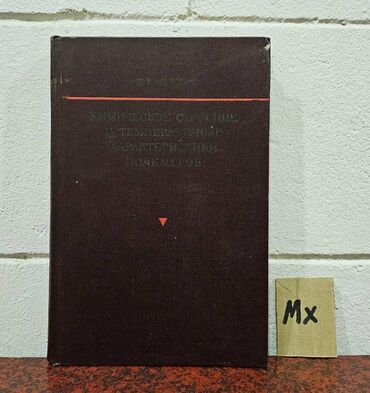 ХИМИЧЕСКОЕ СТРОЕНИЕ
И ТЕМПЕРАТУРНЫЕ
ХАРАКТЕРИСТИКИ
ПОЛИМЕРОВ
Mx